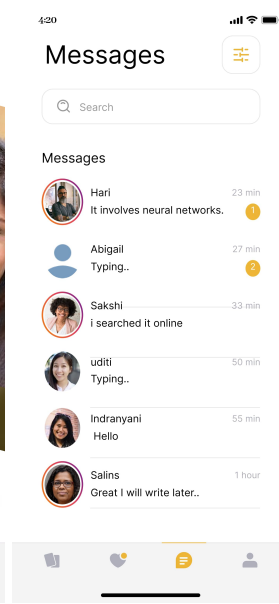 4:20
Messages
Search
Messages
Hari
23 min
It involves neural networks.
1
Abigail
27 min
Typing..
2
Sakshi
33 min
i searched it online
uditi
50 min
Typing..
Indranyani
55 min
Hello
Salins
1 hour
Great I will write later..